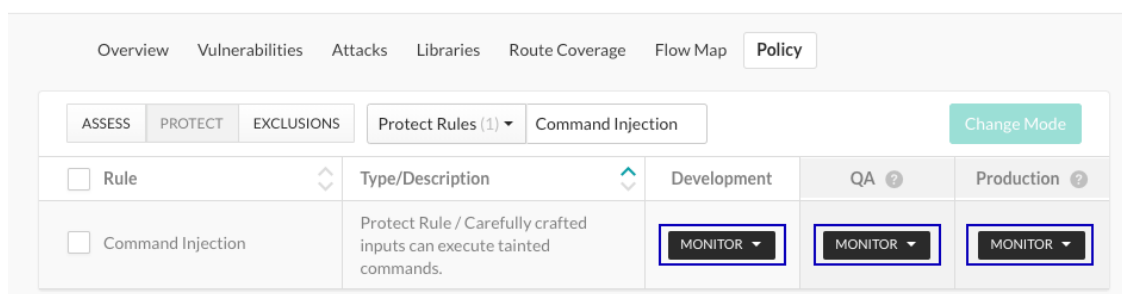 Overview Vulnerabilities Attacks Libraries Route Coverage Flow Map Policy
ASSESS PROTECT EXCLUSIONS Protect Rules (1) Command Injection Change Mode
Rule Type/Description Development QA ? Production ?
Command Injection
Protect Rule / Carefully crafted
inputs can execute tainted
commands.
MONITOR MONITOR MONITOR